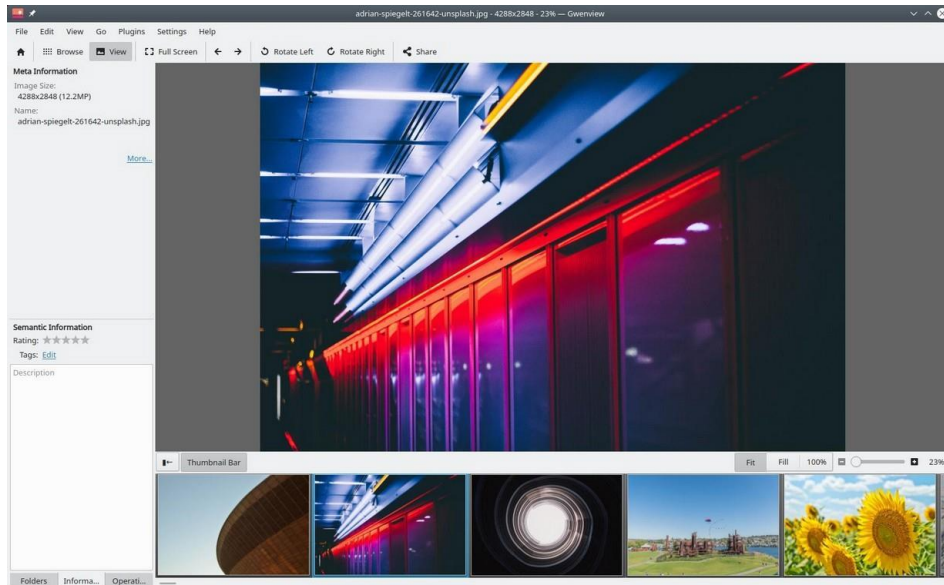 adrian-spiegelt-261642-unsplash.jpg - 4288x2848 - 23% — Gwenview
File Edit View Go Plugins Settings Help
Browse View Full Screen Rotate Left Rotate Right Share
Meta Information
Image Size:
4288x2848 (12.2MP)
Name:
adrian-spiegelt-261642-unsplash.jpg
More...
Semantic Information
Rating:
Tags: Edit
Description
Thumbnail Bar Fit Fill 100% 23%
Folders Informa... Operati...